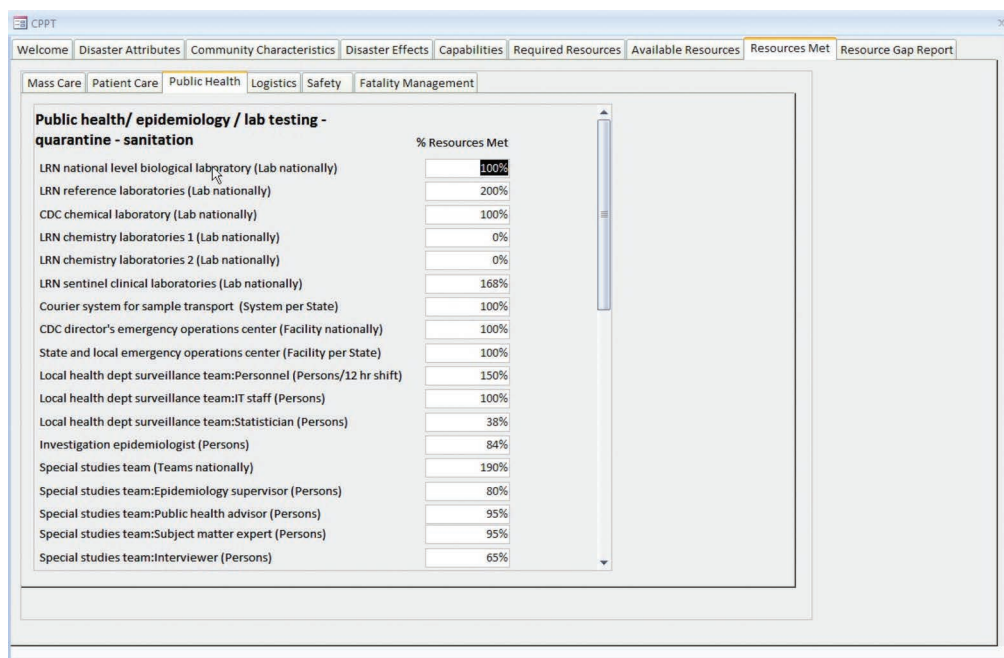 CPPT
Welcome Disaster Attributes Community Characteristics Disaster Effects Capabilities Required Resources Available Resources Resources Met Resource Gap Report
Mass Care Patient Care Public Health Logistics Safety Fatality Management
Public health/ epidemiology / lab testing -
quarantine - sanitation % Resources Met
LRN national level biological laboratory (Lab nationally) 100%
LRN reference laboratories (Lab nationally) 200%
CDC chemical laboratory (Lab nationally) 100%
LRN chemistry laboratories 1 (Lab nationally) 0%
LRN chemistry laboratories 2 (Lab nationally) 0%
LRN sentinel clinical laboratories (Lab nationally) 168%
Courier system for sample transport (System per State) 100%
CDC director's emergency operations center (Facility nationally) 100%
State and local emergency operations center (Facility per State) 100%
Local health dept surveillance team:Personnel (Persons/12 hr shift) 150%
Local health dept surveillance team:IT staff (Persons) 100%
Local health dept surveillance team:Statistician (Persons) 38%
Investigation epidemiologist (Persons) 84%
Special studies team (Teams nationally) 190%
Special studies team:Epidemiology supervisor (Persons) 80%
Special studies team:Public health advisor (Persons) 95%
Special studies team:Subject matter expert (Persons) 95%
Special studies team:Interviewer (Persons) 65%